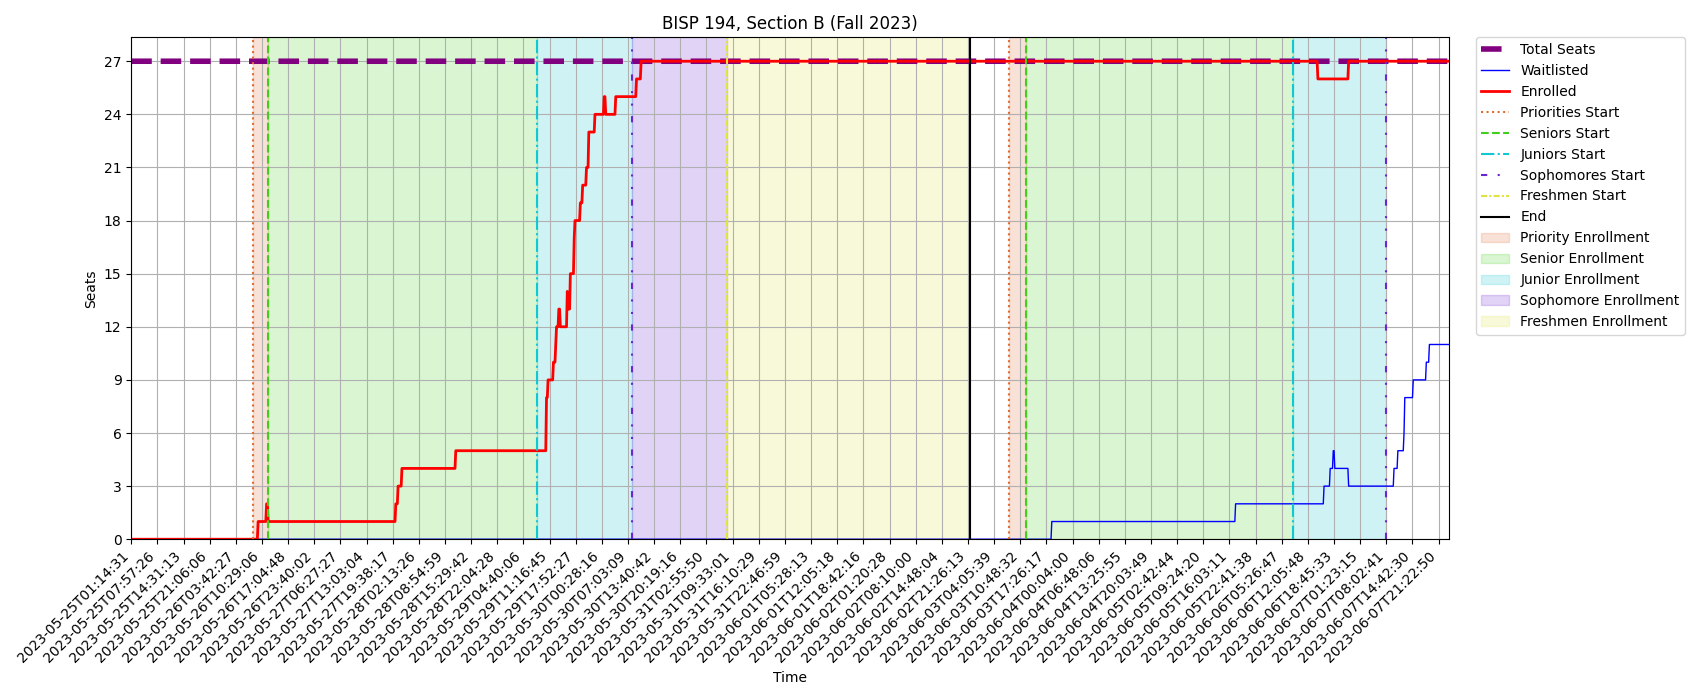 BISP 194, Section B (Fall 2023)
Seats
27
24
21
18
15
12
9
6
3
0
2023-05-25T01:14:31
2023-05-25T07:57:26
2023-05-25T14:31:13
2023-05-25T21:06:06
2023-05-26T03:42:27
2023-05-26T10:29:06
2023-05-26T17:04:48
2023-05-26T23:40:02
2023-05-27T06:27:27
2023-05-27T13:03:04
2023-05-27T19:38:17
2023-05-28T02:13:26
2023-05-28T08:54:59
2023-05-28T15:29:42
2023-05-28T22:04:28
2023-05-29T04:40:06
2023-05-29T11:16:45
2023-05-29T17:52:27
2023-05-30T00:28:16
2023-05-30T07:03:09
2023-05-30T13:40:42
2023-05-30T20:19:16
2023-05-31T02:55:50
2023-05-31T09:33:01
2023-05-31T16:10:29
2023-05-31T22:46:59
2023-06-01T05:28:13
2023-06-01T12:05:18
2023-06-01T18:42:16
2023-06-02T01:20:28
2023-06-02T08:10:00
2023-06-02T14:48:04
2023-06-02T21:26:13
2023-06-03T04:05:39
2023-06-03T10:48:32
2023-06-03T17:26:17
2023-06-04T00:04:00
2023-06-04T06:48:06
2023-06-04T13:25:55
2023-06-04T20:03:49
2023-06-05T02:42:44
2023-06-05T09:24:20
2023-06-05T16:03:11
2023-06-05T22:41:38
2023-06-06T05:26:47
2023-06-06T12:05:48
2023-06-06T18:45:33
2023-06-07T01:23:15
2023-06-07T08:02:41
2023-06-07T14:42:30
2023-06-07T21:22:50
Time
Total Seats
Waitlisted
Enrolled
Priorities Start
Seniors Start
Juniors Start
Sophomores Start
Freshmen Start
End
Priority Enrollment
Senior Enrollment
Junior Enrollment
Sophomore Enrollment
Freshmen Enrollment